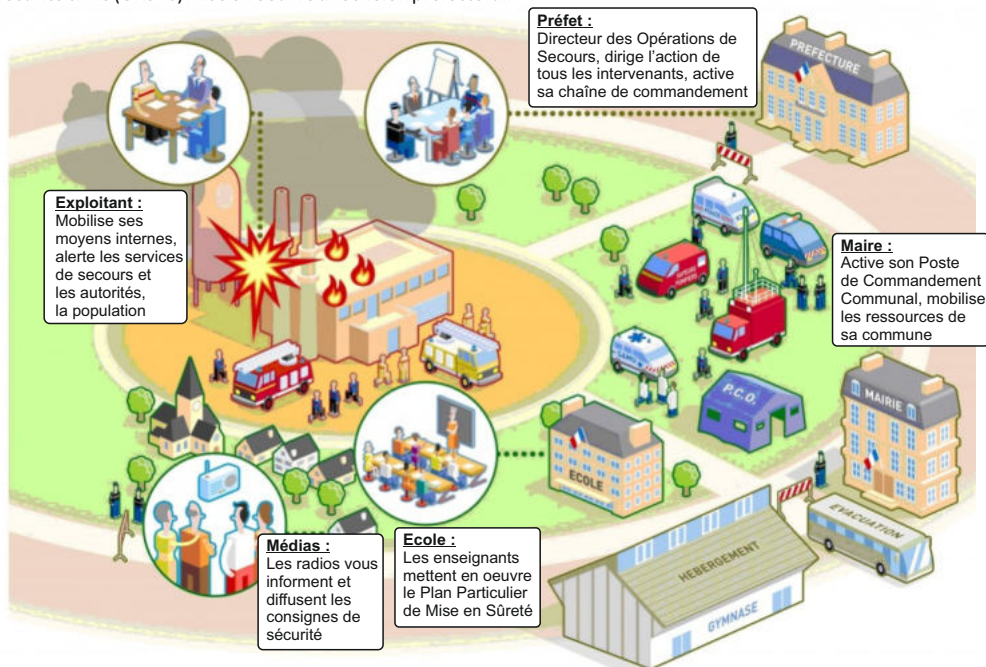 Préfet :
Directeur des Opérations de
Secours, dirige l'action de
tous les intervenants, active
sa chaîne de commandement
PREFECTURE
Exploitant :
Mobilise ses
moyens internes,
alerte les services
de secours et
les autorités,
la population
Maire :
Active son Poste
de Commandement
Communal, mobilise
les ressources de
sa commune
SAPEURS
POMPIERS
SAMU
P.C.O.
MAIRIE
ECOLE
EVACUATION
HEBERGEMENT
GYMNASE
Médias :
Les radios vous
informent et
diffusent les
consignes de
sécurité
Ecole :
Les enseignants
mettent en oeuvre
le Plan Particulier
de Mise en Sûreté